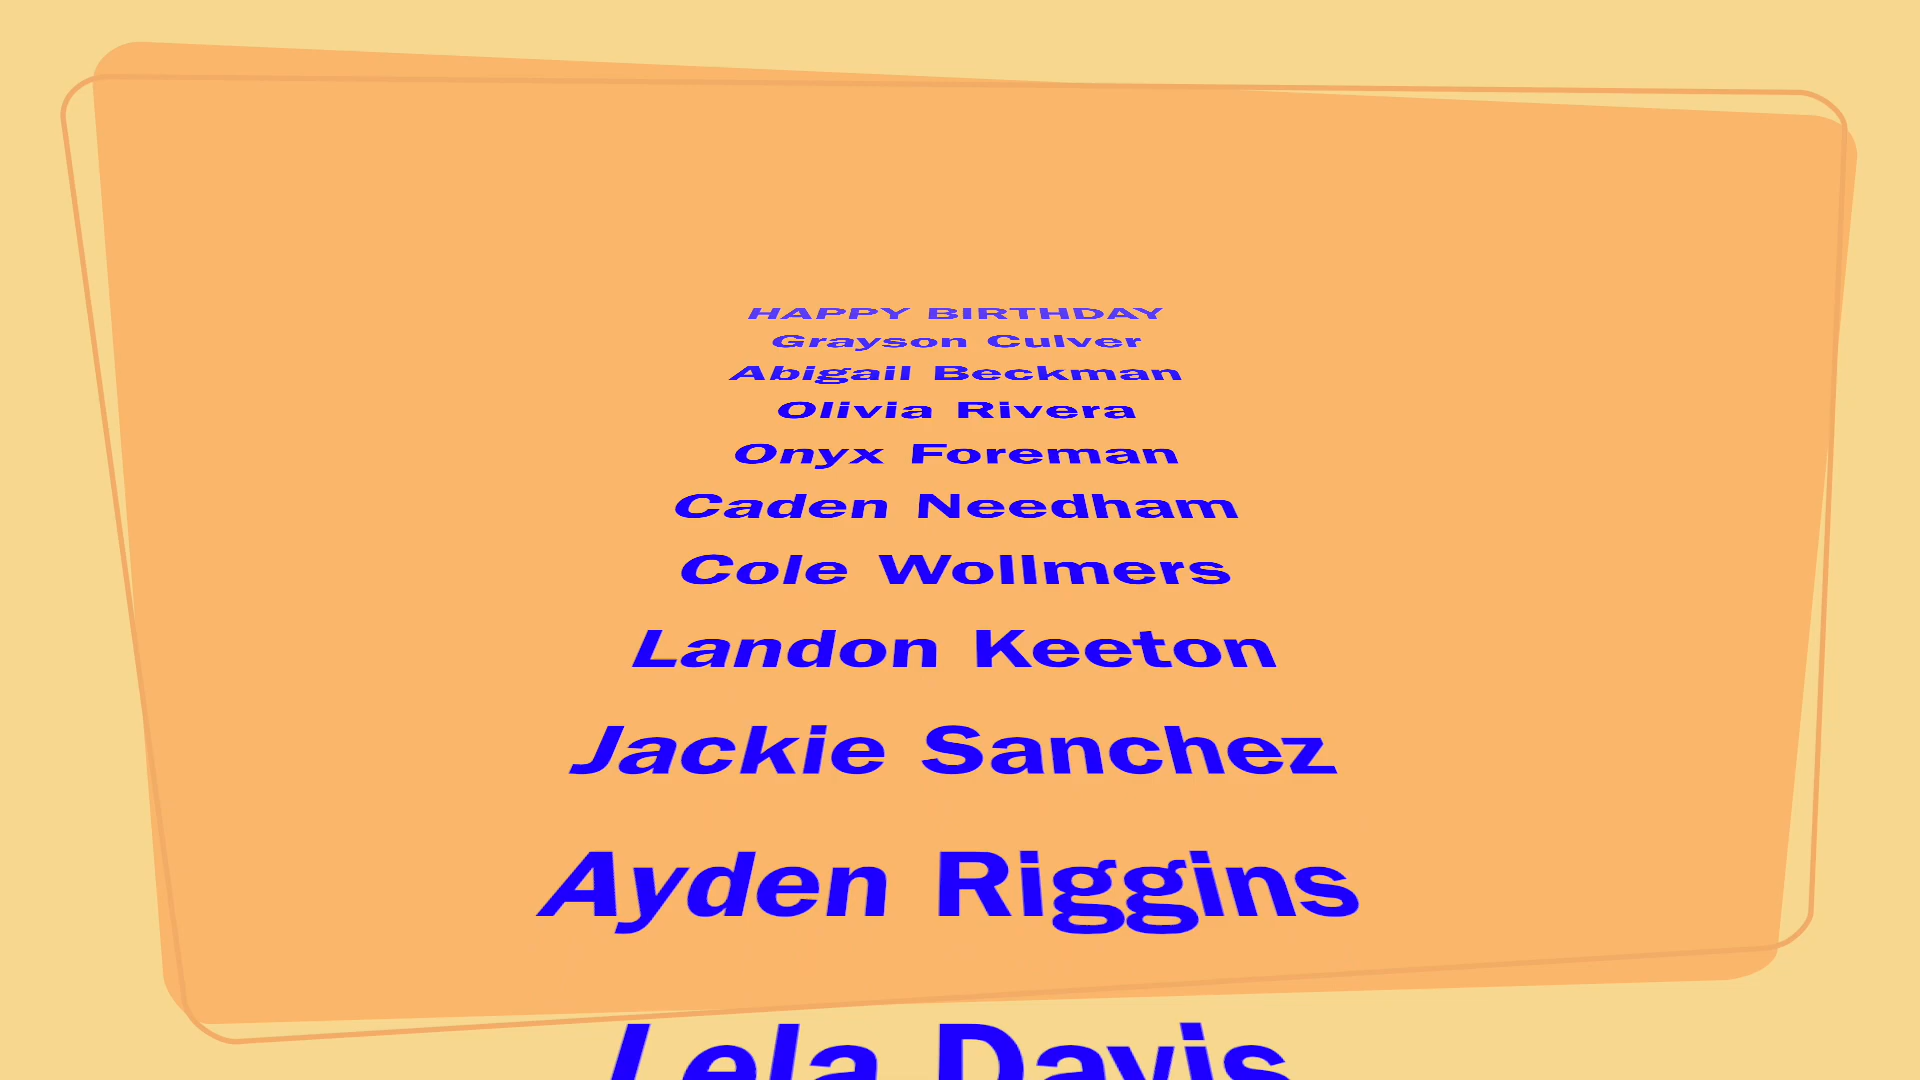 HAPPY BIRTHDAY
Grayson Culver
Abigail Beckman
Olivia Rivera
Onyx Foreman
Caden Needham
Cole Wollmers
Landon Keeton
Jackie Sanchez
Ayden Riggins
Lela Davis